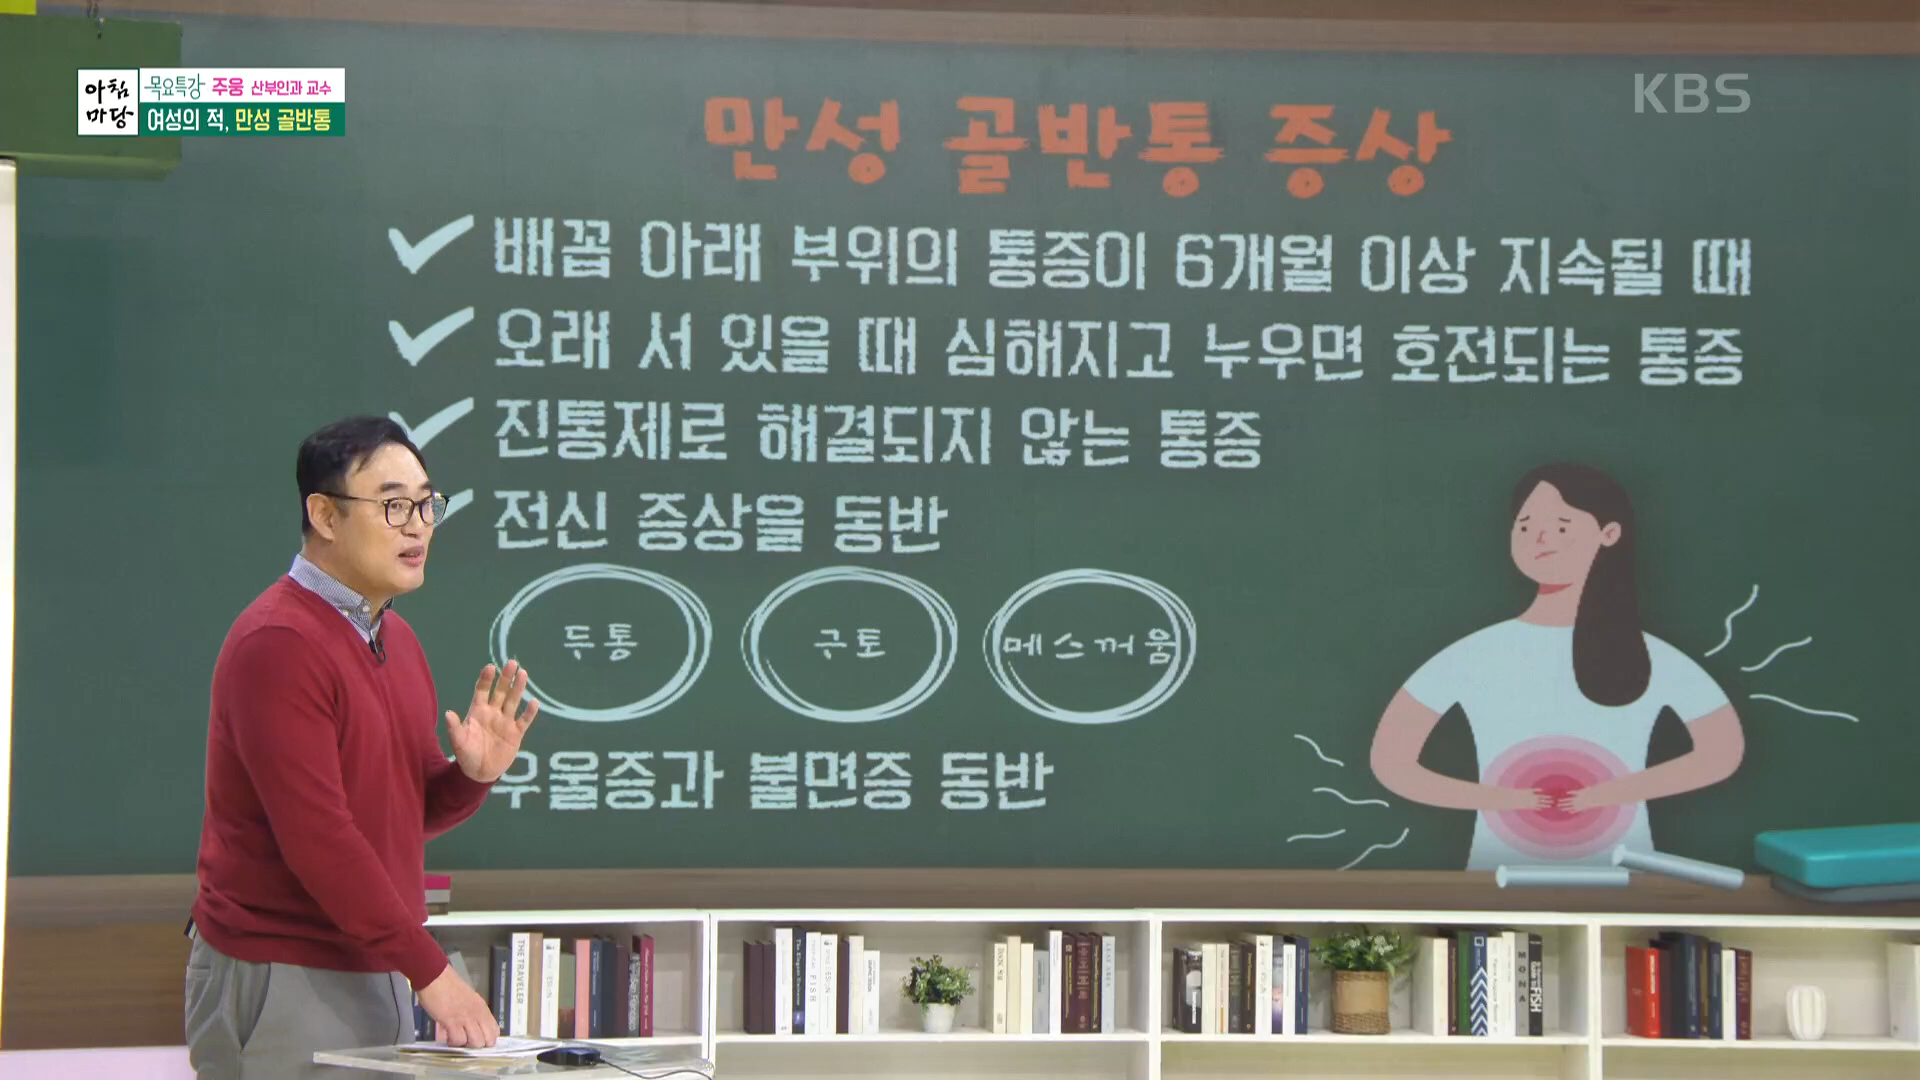 아침
마당
목요특강 주웅 산부인과 교수
여성의 적, 만성 골반통
KBS
만성 골반통 증상
배꼽 아래 부위의 통증이 6개월 이상 지속될 때
오래 서 있을 때 심해지고 누우면 호전되는 통증
진통제로 해결되지 않는 통증
전신 증상을 동반
두통
구토
메스꺼움
우울증과 불면증 동반
THE TRAVELER
FISH
MONA
FISH